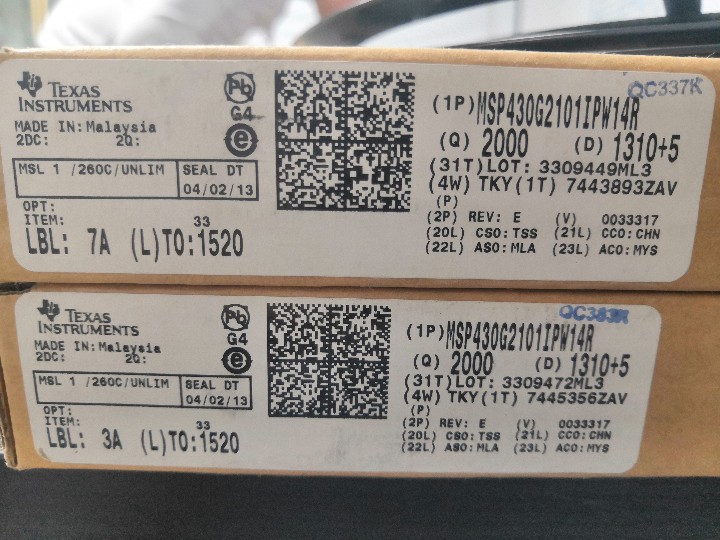 TEXAS
INSTRUMENTS
MADE IN: Malaysia
2DC: 2Q:
MSL 1 /260C/UNLIM
SEAL DT
04/02/13
OPT:
ITEM:
33
LBL: 7A (L)TO:1520
Pb
G4
e
QC337K
(1P)MSP430G2101IPW14R
(Q) 2000 (D) 1310+5
(31T)LOT: 3309449ML3
(4W) TKY(1T) 7443893ZAV
(P)
(2P) REV: E (V) 0033317
(20L) CSO:TSS (21L) CCO:CHN
(22L) ASO:MLA (23L) ACO:MYS
TEXAS
INSTRUMENTS
MADE IN: Malaysia
2DC: 2Q:
MSL 1 /260C/UNLIM
SEAL DT
04/02/13
OPT:
ITEM:
33
LBL: 3A (L)TO:1520
Pb
G4
e
(1P)MSP430G2101IPW14R
(Q) 2000 (D) 1310+5
(31T)LOT: 3309472ML3
(4W) TKY(1T) 7445356ZAV
(P)
(2P) REV: E (V) 0033317
(20L) CSO:TSS (21L) CCO:CHN
(22L) ASO:MLA (23L) ACO:MYS